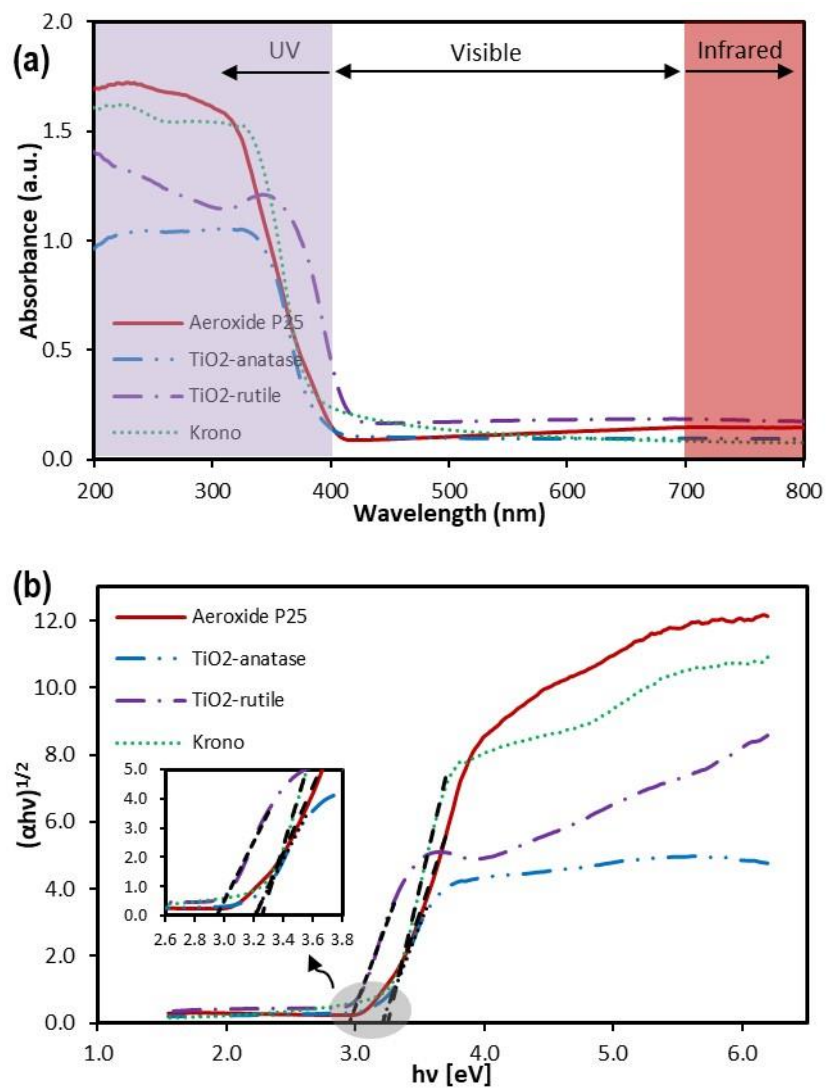 (a)
2.0
1.5
1.0
0.5
0.0
UV
Visible
Infrared
Absorbance (a.u.)
Aeroxide P25
TiO2-anatase
TiO2-rutile
Krono
200 300 400 500 600 700 800
Wavelength (nm)
(b)
12.0
10.0
8.0
6.0
4.0
2.0
0.0
(αhν)1/2
Aeroxide P25
TiO2-anatase
TiO2-rutile
Krono
5.0
4.0
3.0
2.0
1.0
0.0
2.6 2.8 3.0 3.2 3.4 3.6 3.8
1.0 2.0 3.0 4.0 5.0 6.0
hν [eV]